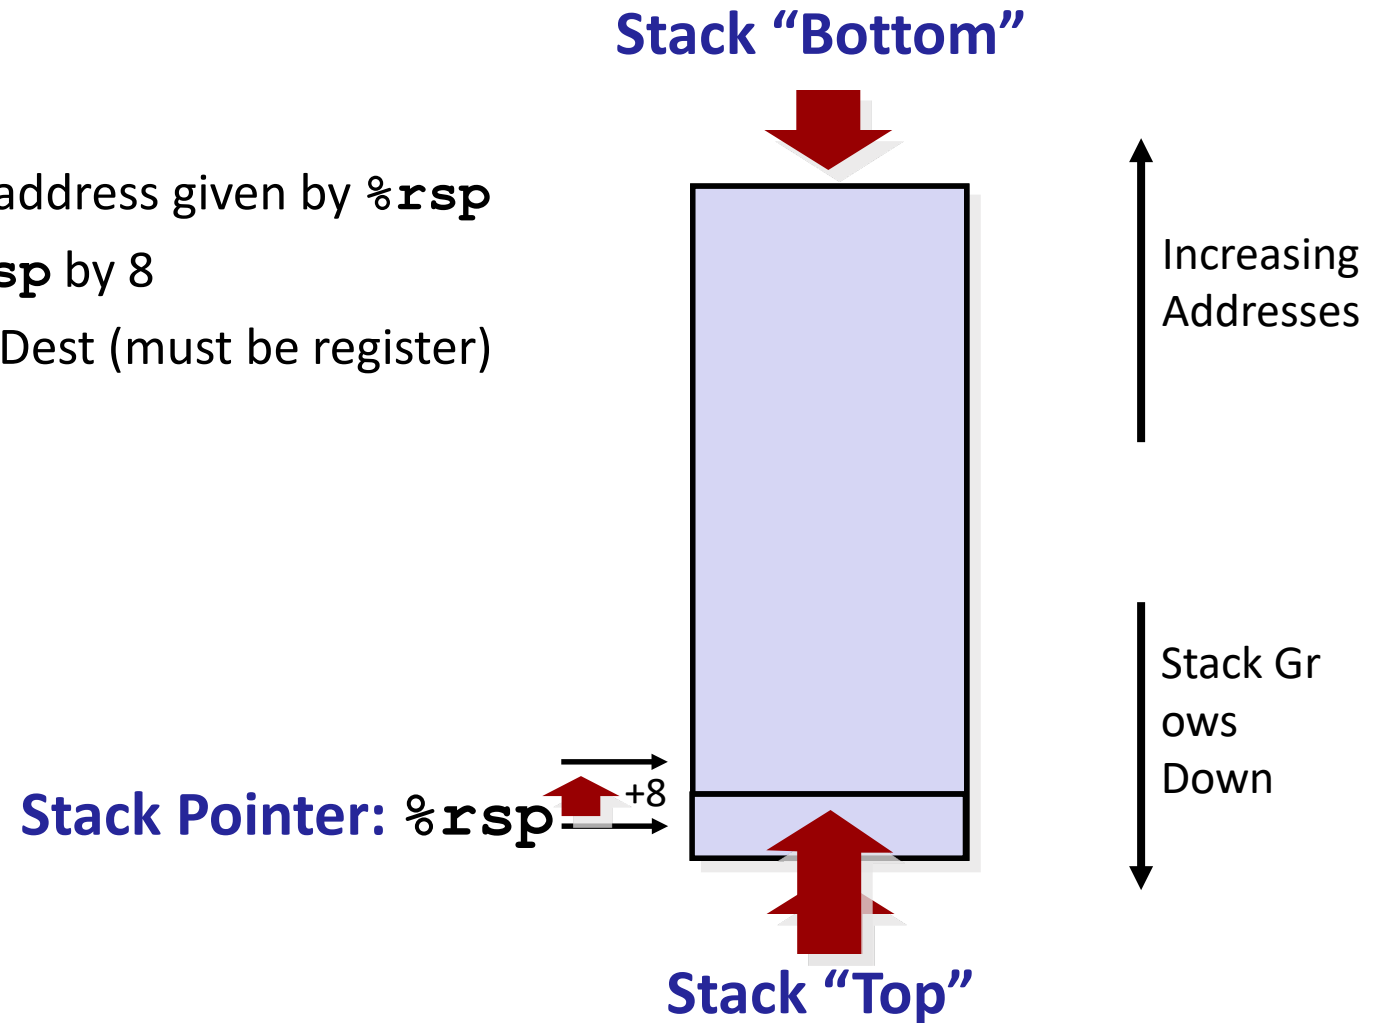 Stack “Bottom”
address given by %rsp
sp by 8
Dest (must be register)
Increasing
Addresses
Stack Gr
ows
Down
+8
Stack Pointer: %rsp
Stack “Top”